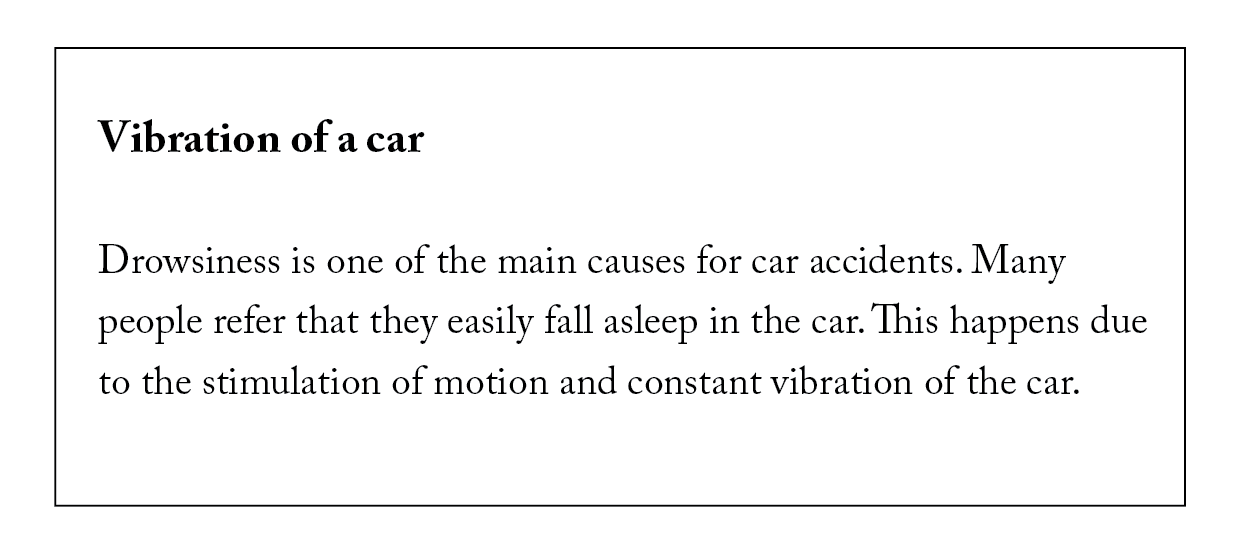 Vibration of a car
Drowsiness is one of the main causes for car accidents. Many
people refer that they easily fall asleep in the car. This happens due
to the stimulation of motion and constant vibration of the car.